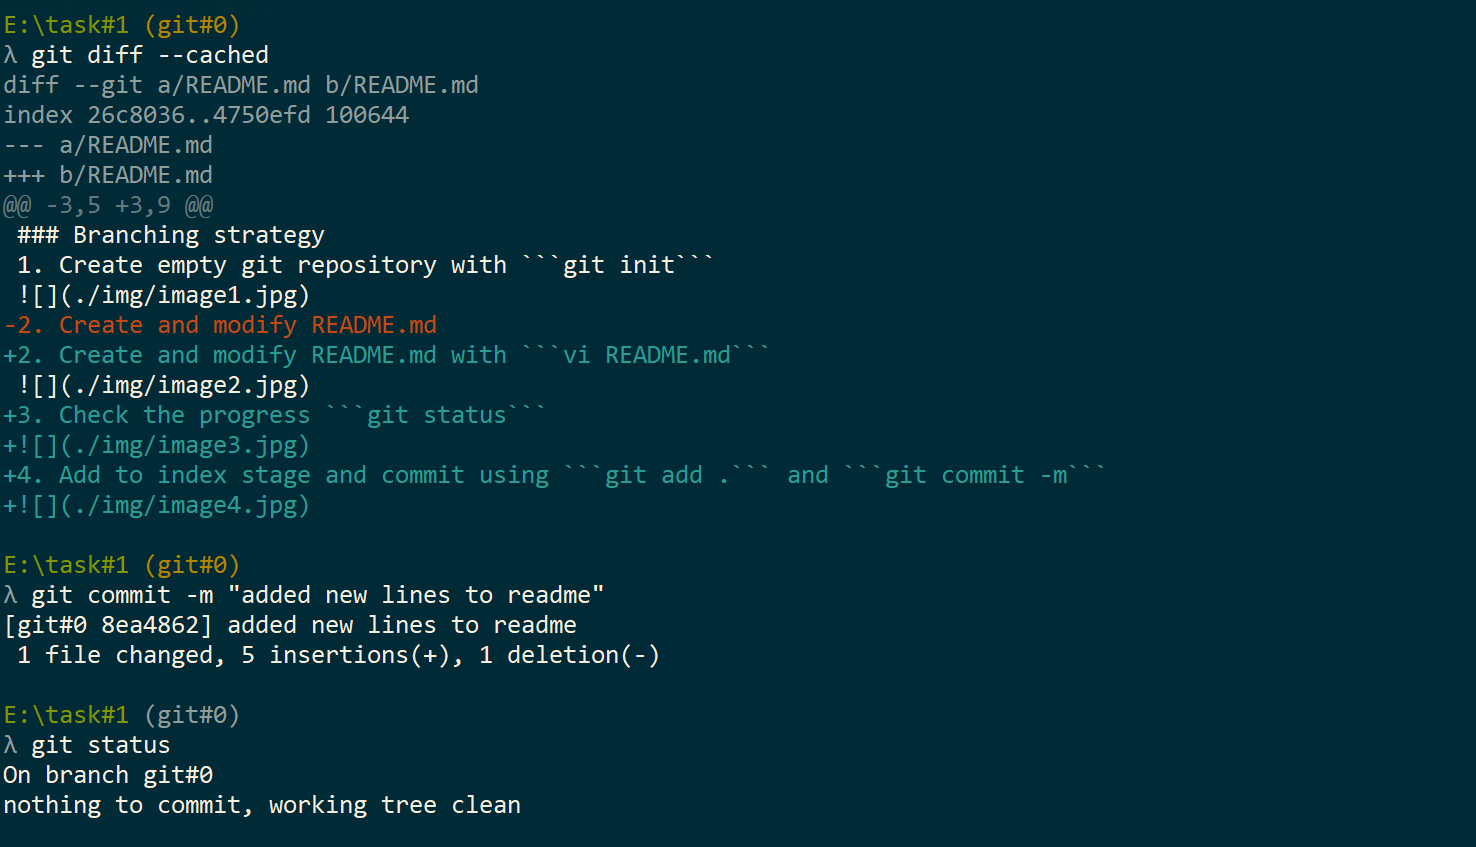 E:\task#1 (git#0)
λ git diff --cached
diff --git a/README.md b/README.md
index 26c8036..4750efd 100644
--- a/README.md
+++ b/README.md
@@ -3,5 +3,9 @@
 ### Branching strategy
 1. Create empty git repository with ```git init```
 ![](./img/image1.jpg)
-2. Create and modify README.md
+2. Create and modify README.md with ```vi README.md```
 ![](./img/image2.jpg)
+3. Check the progress ```git status```
+![](./img/image3.jpg)
+4. Add to index stage and commit using ```git add .``` and ```git commit -m```
+![](./img/image4.jpg)
E:\task#1 (git#0)
λ git commit -m "added new lines to readme"
[git#0 8ea4862] added new lines to readme
 1 file changed, 5 insertions(+), 1 deletion(-)
E:\task#1 (git#0)
λ git status
On branch git#0
nothing to commit, working tree clean